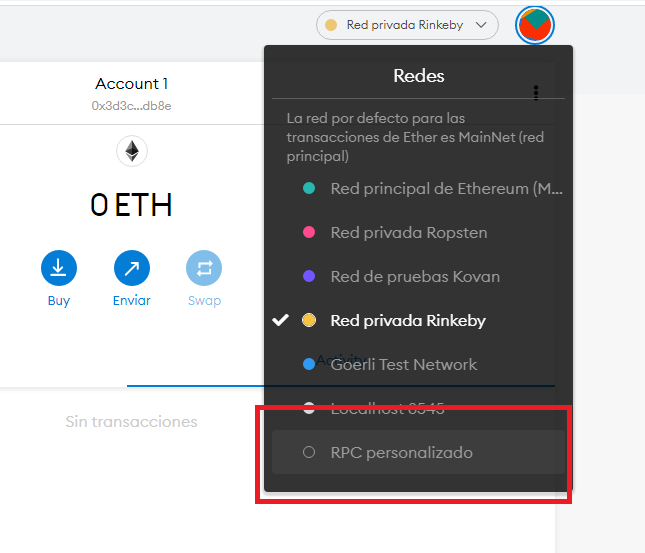 Red privada Rinkeby
Account 1
0x3d3c...db8e
0 ETH
Buy
Enviar
Swap
Activity
Sin transacciones
Redes
La red por defecto para las
transacciones de Ether es MainNet (red
principal)
Red principal de Ethereum (M...
Red privada Ropsten
Red de pruebas Kovan
Red privada Rinkeby
Goerli Test Network
Localhost 8545
RPC personalizado